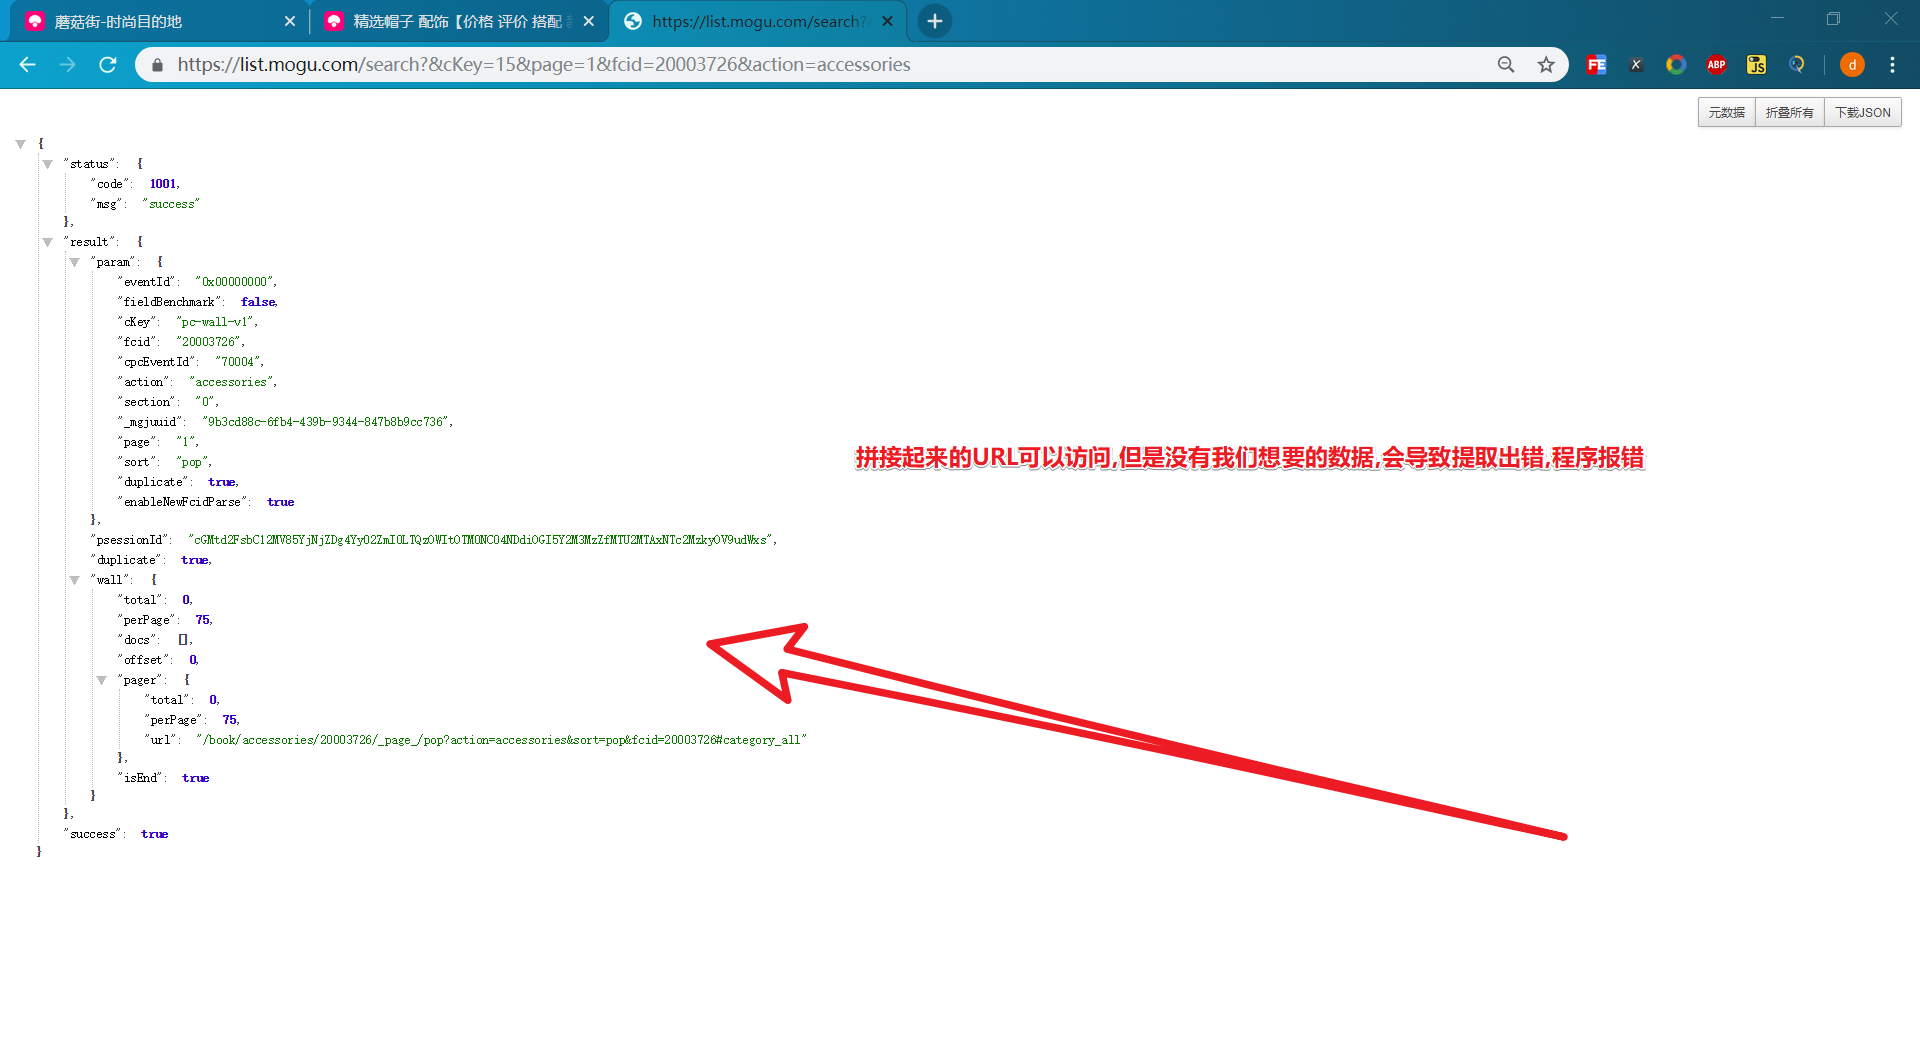 蘑菇街-时尚目的地
精选帽子 配饰【价格 评价 搭配
https://list.mogu.com/search?
https://list.mogu.com/search?&cKey=15&page=1&fcid=20003726&action=accessories
FE
X
ABP
JS
d
元数据 折叠所有 下载JSON
{
"status": {
"code": 1001,
"msg": "success"
},
"result": {
"param": {
"eventId": "0x00000000",
"fieldBenchmark": false,
"cKey": "pc-wall-v1",
"fcid": "20003726",
"cpcEventId": "70004",
"action": "accessories",
"section": "0",
"_mgjuuid": "9b3cd88c-6fb4-439b-9344-847b8b9cc736",
"page": "1",
拼接起来的URL可以访问,但是没有我们想要的数据,会导致提取出错,程序报错
"sort": "pop",
"duplicate": true,
"enableNewFcidParse": true
},
"psessionId": "cGMtd2FsbC12MV85YjNjZDg4Yy02ZmI0LTQzOWItOTM0NC04NDdiOGI5Y2M3MzZfMTU2MTAxNTc2MzkyOV9udWxs",
"duplicate": true,
"wall": {
"total": 0,
"perPage": 75,
"docs": [],
"offset": 0,
"pager": {
"total": 0,
"perPage": 75,
"url": "/book/accessories/20003726/_page_/pop?action=accessories&sort=pop&fcid=20003726#category_all"
},
"isEnd": true
}
},
"success": true
}